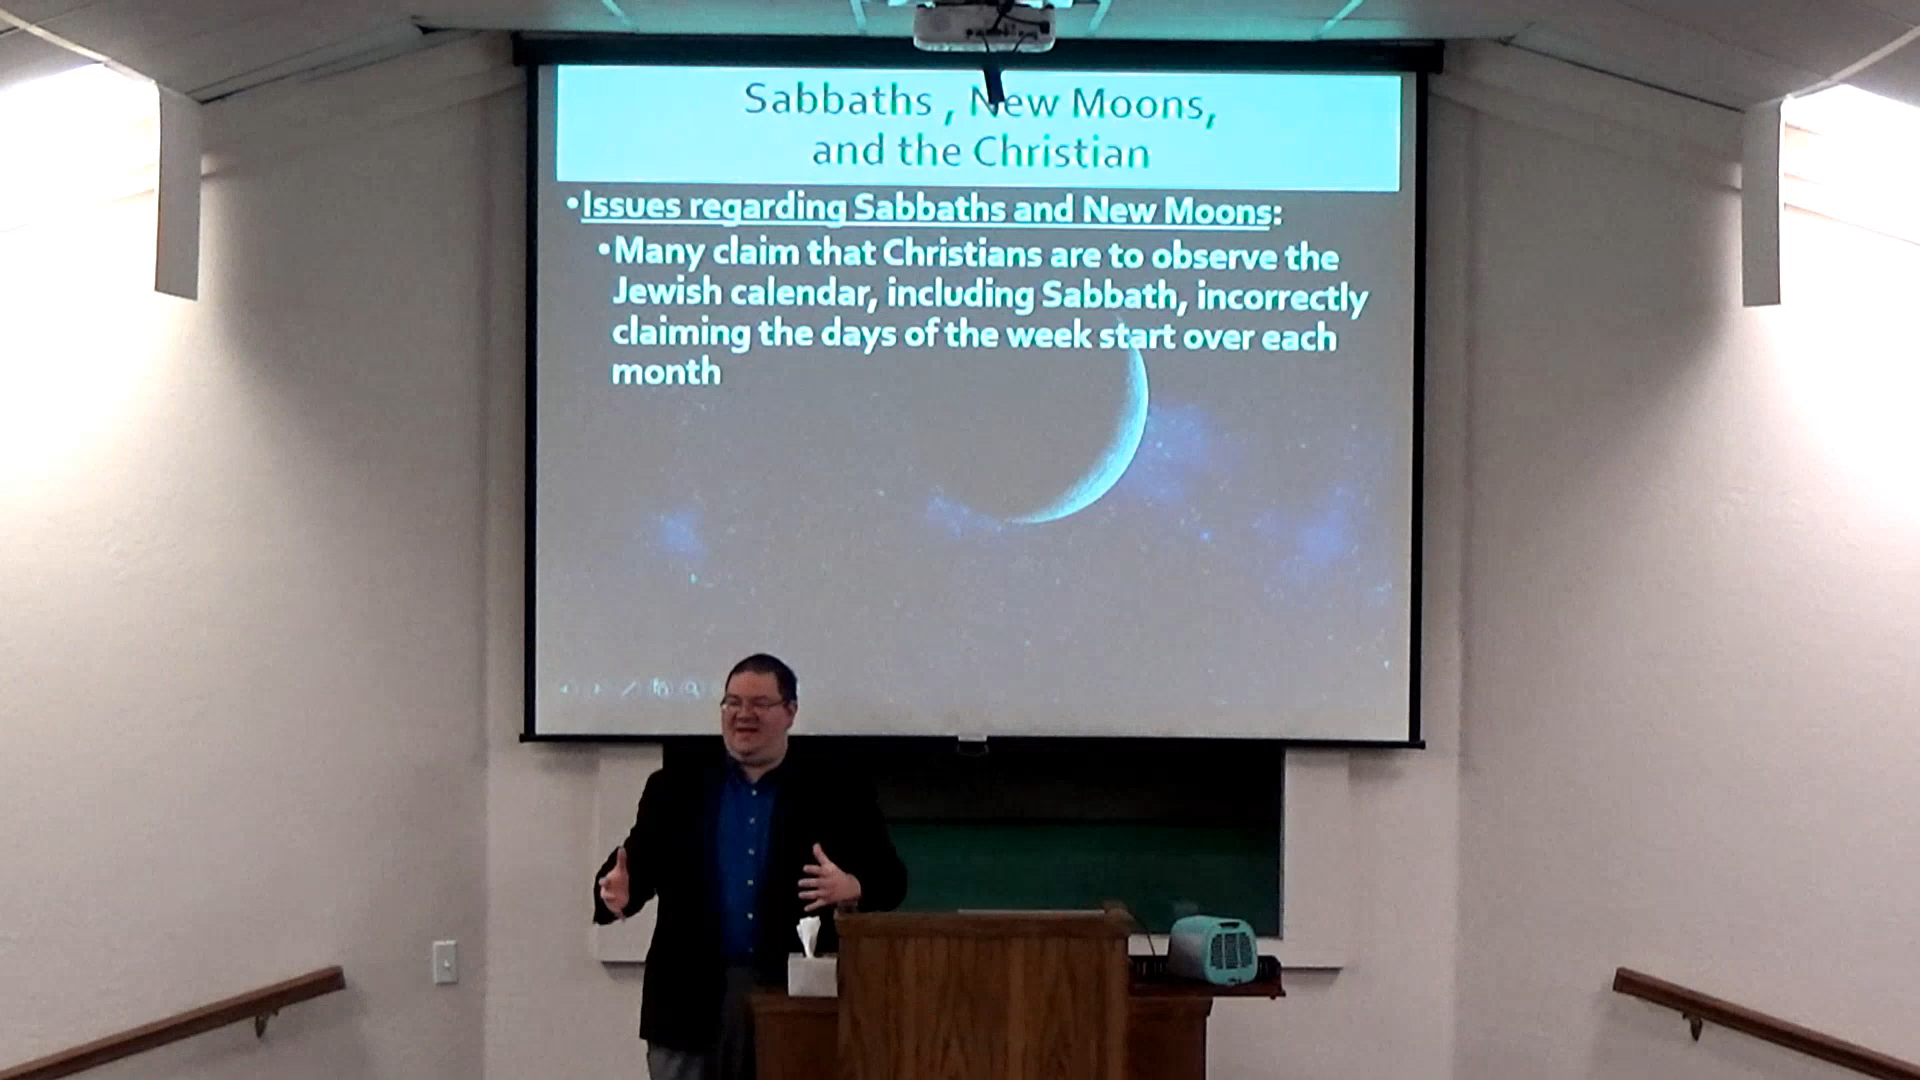 Sabbaths , New Moons,
and the Christian
•Issues regarding Sabbaths and New Moons:
•Many claim that Christians are to observe the
Jewish calendar, including Sabbath, incorrectly
claiming the days of the week start over each
month